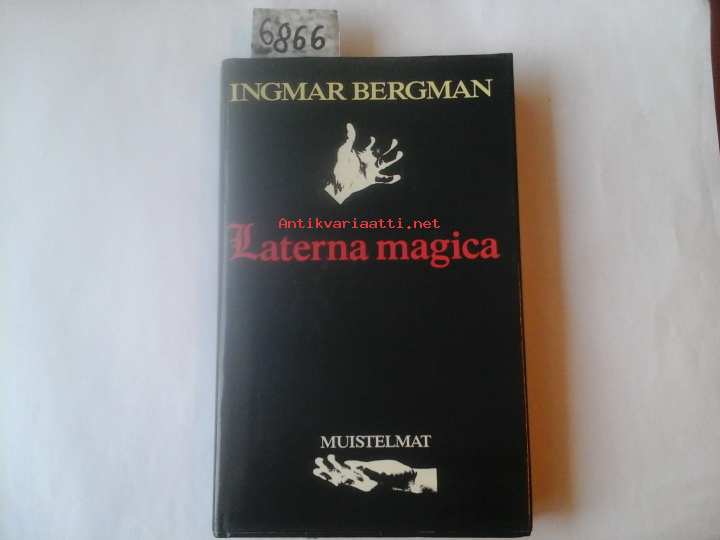 6866
INGMAR BERGMAN
Antikvariaatti.net
Laterna magica
MUISTELMAT